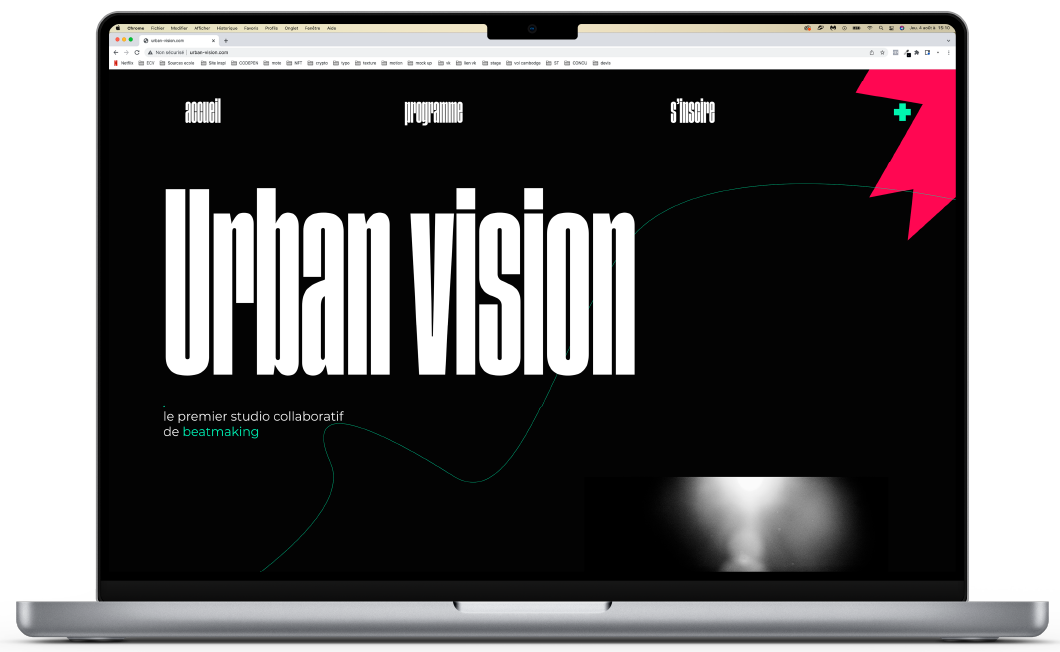 Chrome Fichier Modifier Afficher Historique Favoris Profils Onglet Fenêtre Aide
urban-vision.com
Non sécurisé urban-vision.com
Netflix ECV Sources ecole Site inspi CODEPEN moto NFT crypto typo texture motion mock up vk lien vk stage vol cambodge ST CONCU devis
accueil programme s'inscire
Urban vision
le premier studio collaboratif
de beatmaking